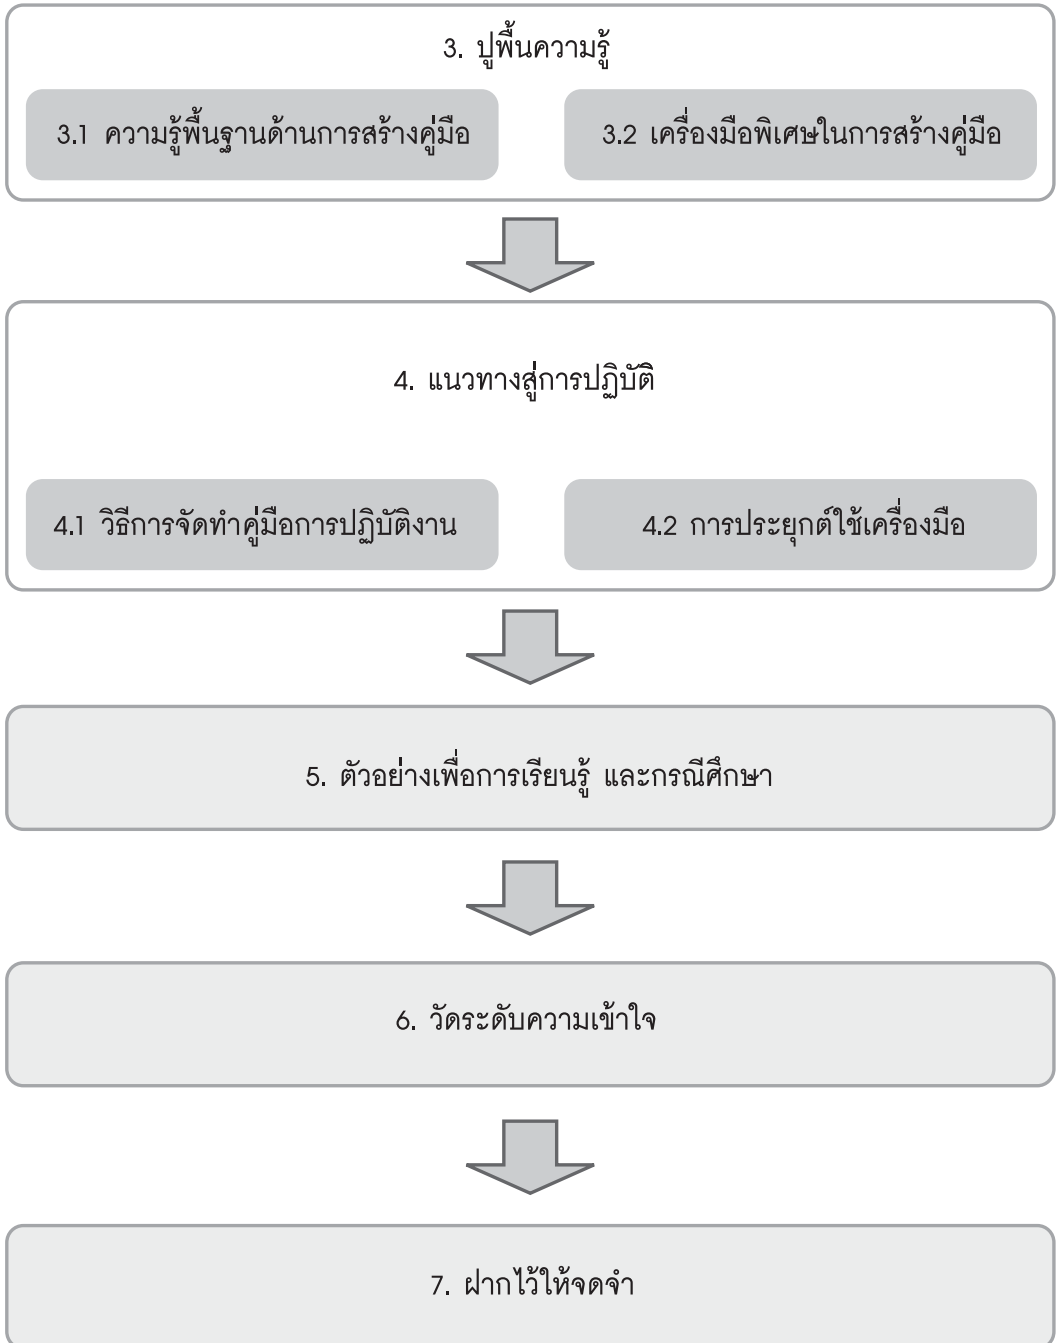 3. ปูพื้นความรู้
3.1 ความรู้พื้นฐานด้านการสร้างคู่มือ
3.2 เครื่องมือพิเศษในการสร้างคู่มือ
4. แนวทางสู่การปฏิบัติ
4.1 วิธีการจัดทำคู่มือการปฏิบัติงาน
4.2 การประยุกต์ใช้เครื่องมือ
5. ตัวอย่างเพื่อการเรียนรู้ และกรณีศึกษา
6. วัดระดับความเข้าใจ
7. ฝากไว้ให้จดจำ